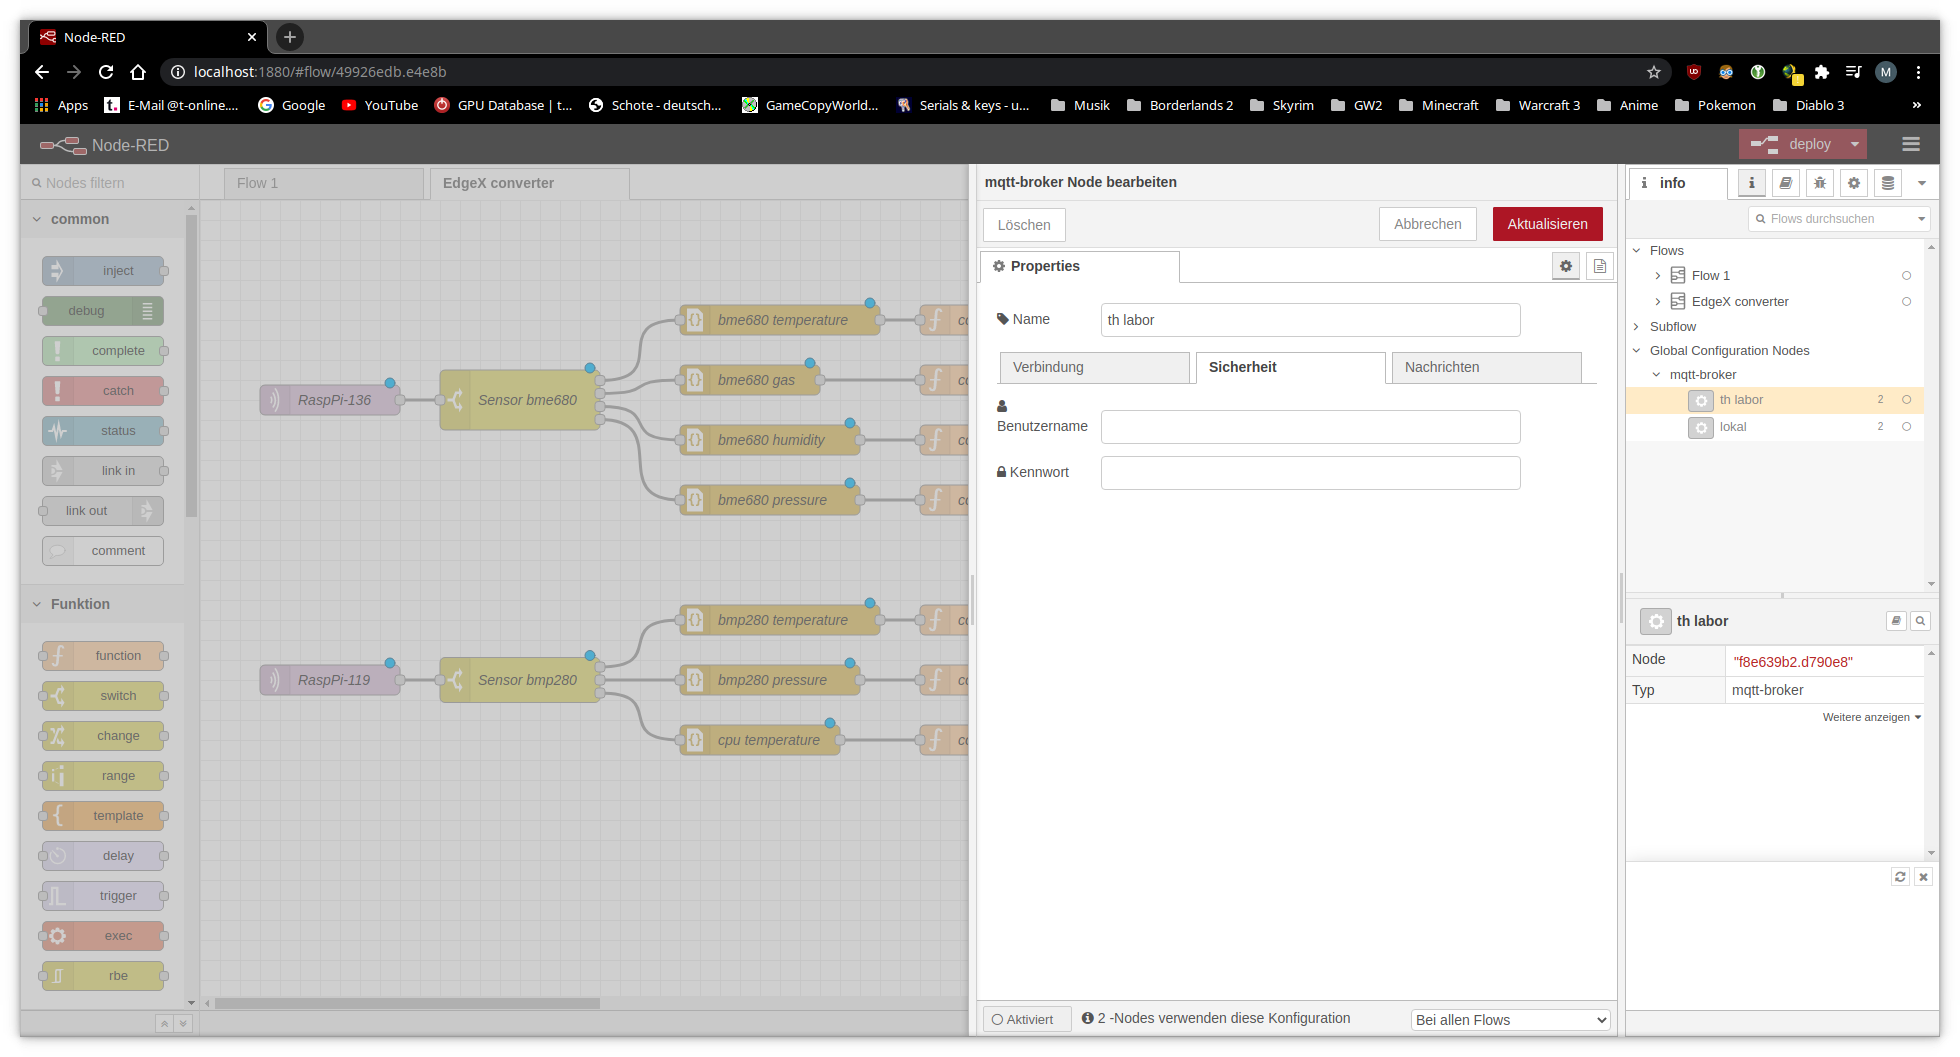 Node-RED
localhost:1880/#flow/49926edb.e4e8b
M
Apps
E-Mail @t-online....
Google
YouTube
GPU Database | t...
Schote - deutsch...
GameCopyWorld...
Serials & keys - u...
Musik
Borderlands 2
Skyrim
GW2
Minecraft
Warcraft 3
Anime
Pokemon
Diablo 3
»
Node-RED
deploy
Nodes filtern
common
inject
debug
complete
catch
status
link in
link out
comment
Funktion
function
switch
change
range
template
delay
trigger
exec
rbe
Flow 1
EdgeX converter
RaspPi-136
Sensor bme680
bme680 temperature
bme680 gas
bme680 humidity
bme680 pressure
RaspPi-119
Sensor bmp280
bmp280 temperature
bmp280 pressure
cpu temperature
mqtt-broker Node bearbeiten
Löschen
Abbrechen
Aktualisieren
Properties
Name
th labor
Verbindung
Sicherheit
Nachrichten
Benutzername
Kennwort
Aktiviert
2 -Nodes verwenden diese Konfiguration
Bei allen Flows
info
Flows durchsuchen
Flows
Flow 1
EdgeX converter
Subflow
Global Configuration Nodes
mqtt-broker
th labor 2
lokal 2
th labor
Node "f8e639b2.d790e8"
Typ mqtt-broker
Weitere anzeigen